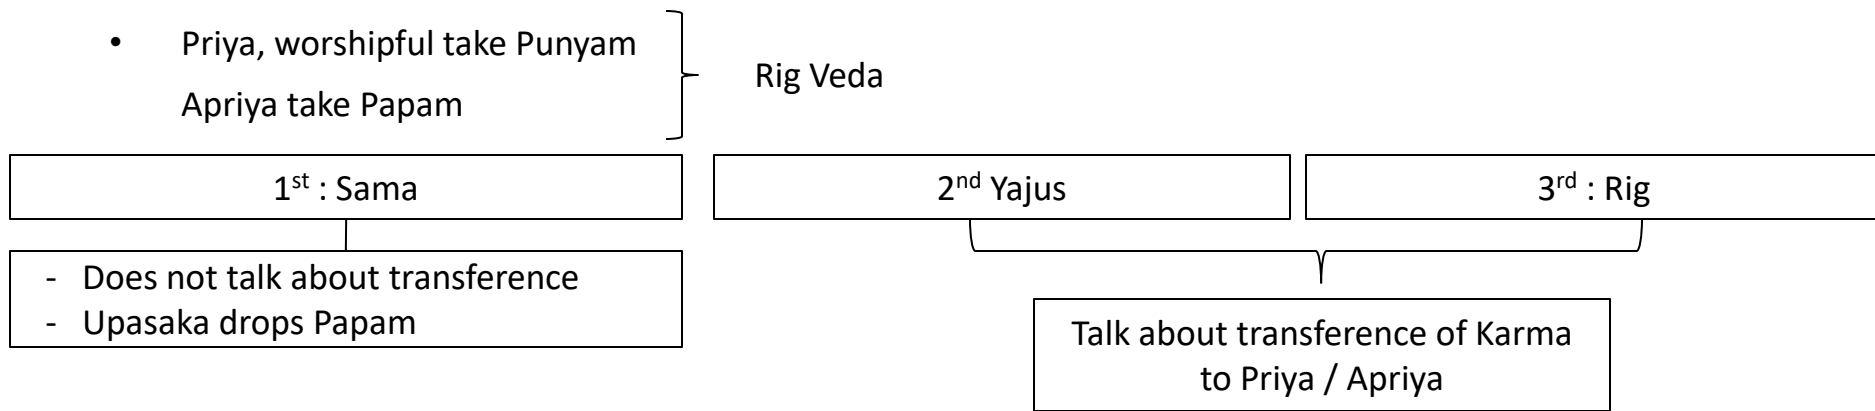 • Priya, worshipful take Punyam
Apriya take Papam
Rig Veda
1st : Sama
2nd Yajus
3rd : Rig
- Does not talk about transference
- Upasaka drops Papam
Talk about transference of Karma
to Priya / Apriya